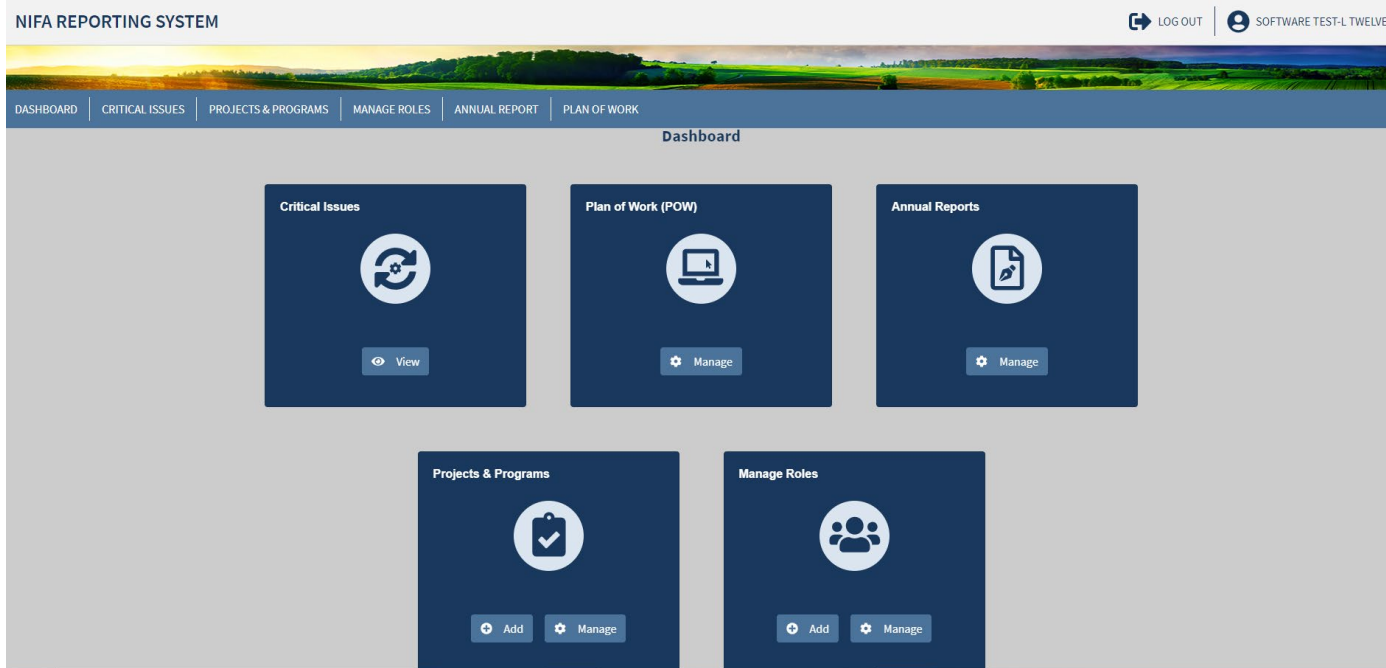 NIFA REPORTING SYSTEM
LOG OUT
SOFTWARE TEST-L TWELVE
DASHBOARD
CRITICAL ISSUES
PROJECTS & PROGRAMS
MANAGE ROLES
ANNUAL REPORT
PLAN OF WORK
Dashboard
Critical Issues
View
Plan of Work (POW)
Manage
Annual Reports
Manage
Projects & Programs
Add
Manage
Manage Roles
Add
Manage